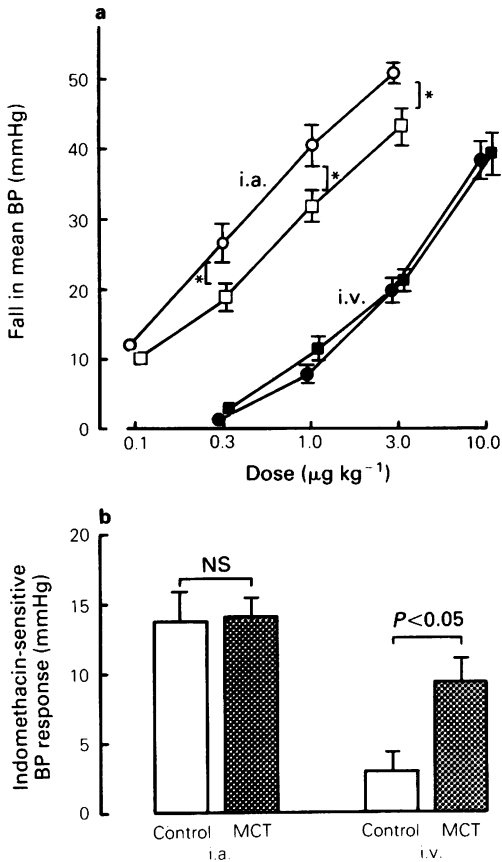 a
Fall in mean BP (mmHg)
50
40
30
20
10
0
*
*
*
i.a.
i.v.
0.1 0.3 1.0 3.0 10.0
Dose (μg kg⁻¹)
b
Indomethacin-sensitive
BP response (mmHg)
20
15
10
5
0
NS
P<0.05
Control MCT Control MCT
i.a. i.v.